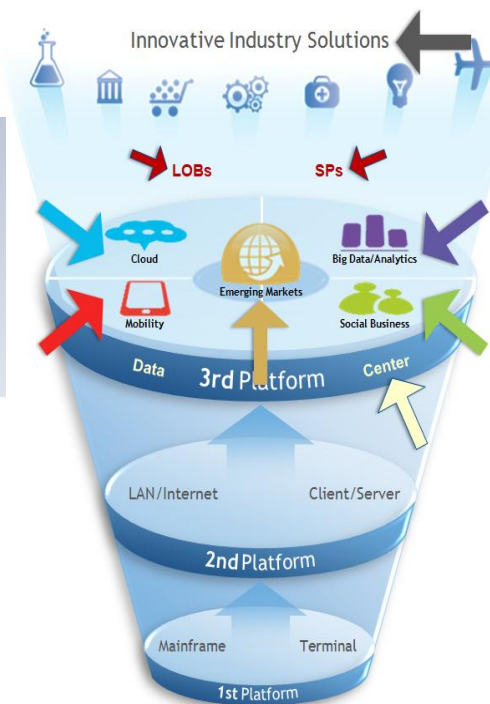 Innovative Industry Solutions
LOBs SPs
Cloud
Big Data/Analytics
Emerging Markets
Mobility
Social Business
Data Center
3rd Platform
LAN/Internet Client/Server
2nd Platform
Mainframe Terminal
1st Platform